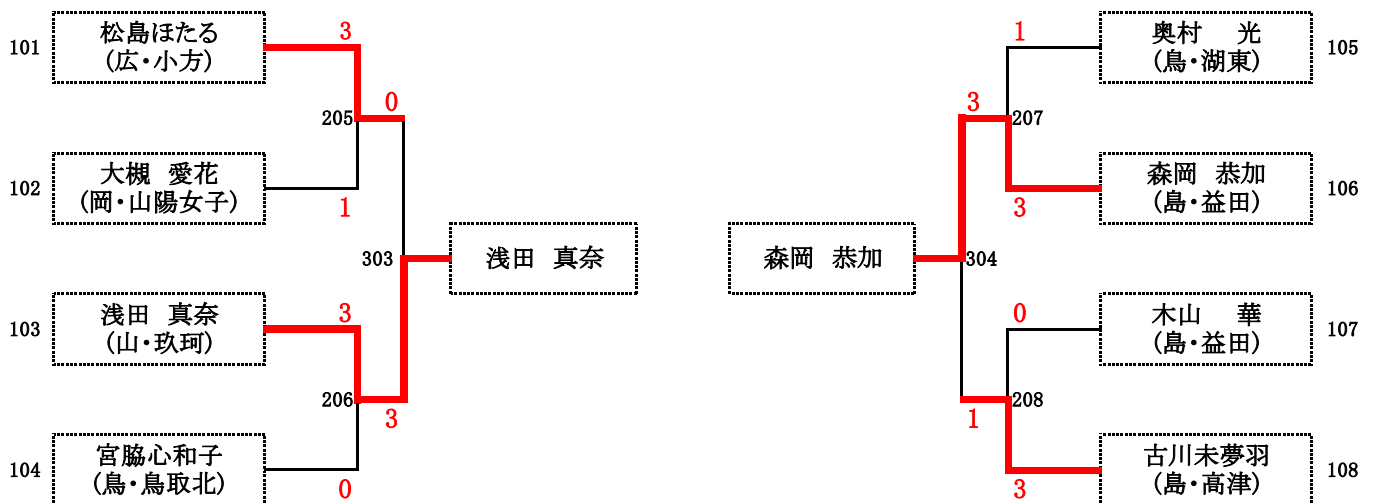 101
松島ほたる
(広・小方)
3
205
0
102
大槻 愛花
(岡・山陽女子)
1
303
浅田 真奈
103
浅田 真奈
(山・玖珂)
3
206
3
104
宮脇心和子
(鳥・鳥取北)
0
1
奥村 光
(鳥・湖東)
105
3
207
森岡 恭加
(島・益田)
106
3
森岡 恭加
304
0
木山 華
(島・益田)
107
1
208
古川未夢羽
(島・高津)
108
3